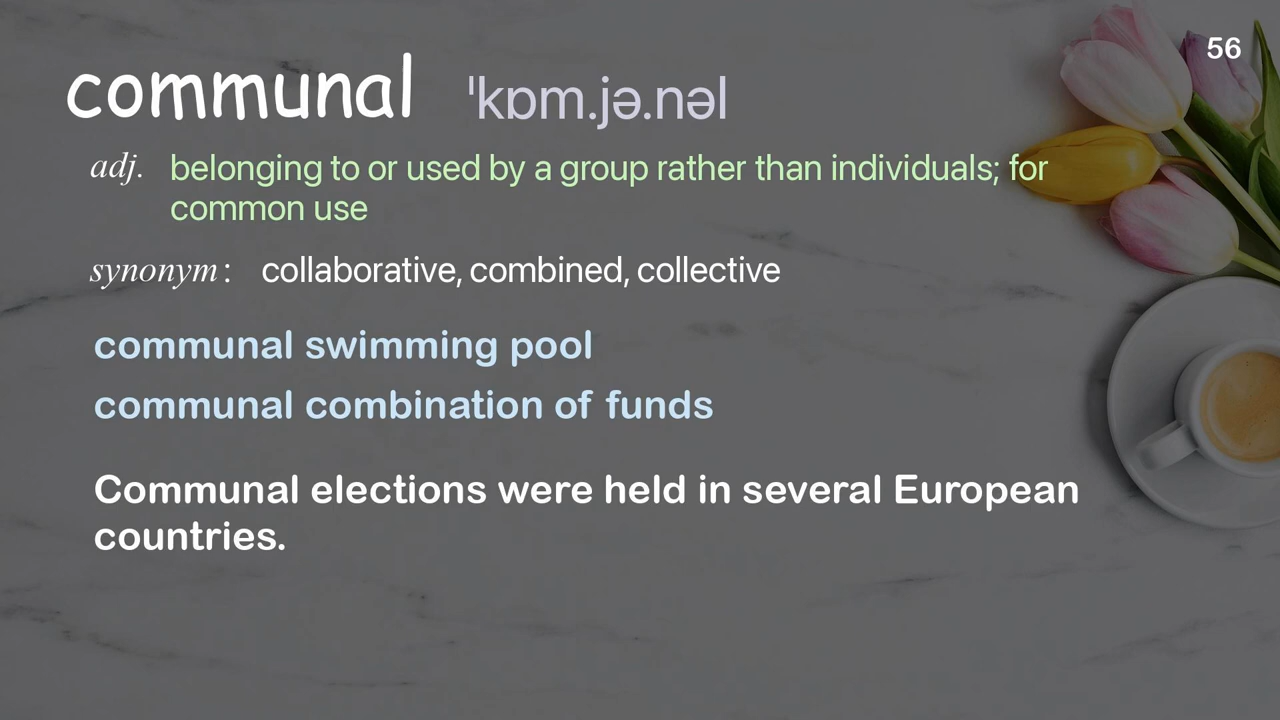 56
communal ˈkɒm.jə.nəl
adj. belonging to or used by a group rather than individuals; for
common use
synonym : collaborative, combined, collective
communal swimming pool
communal combination of funds
Communal elections were held in several European
countries.